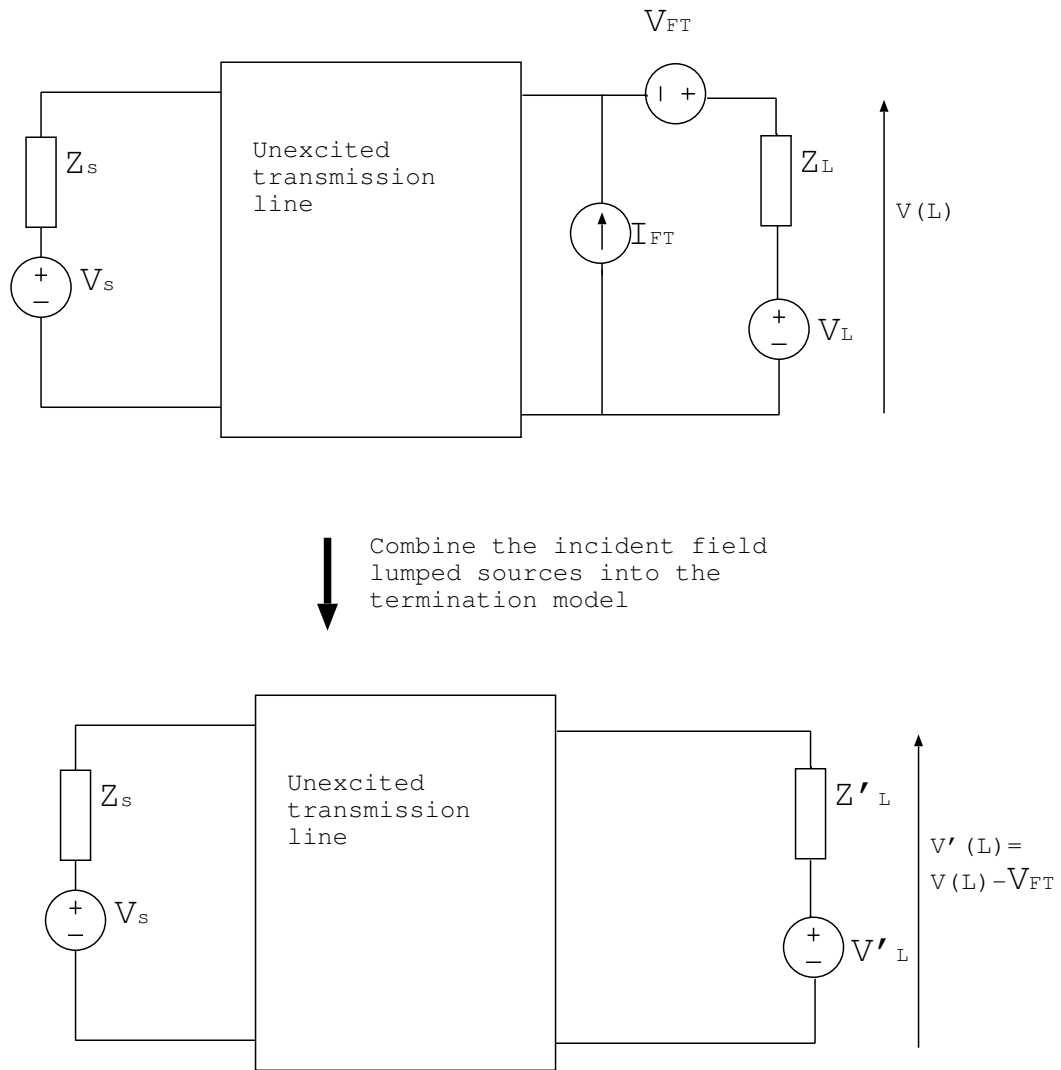 VFT
Unexcited
transmission
line
Zs
ZL
V(L)
IFT
Vs
VL
Combine the incident field
lumped sources into the
termination model
Unexcited
transmission
line
Zs
Z'L
V'(L)=
V(L)-VFT
Vs
V'L